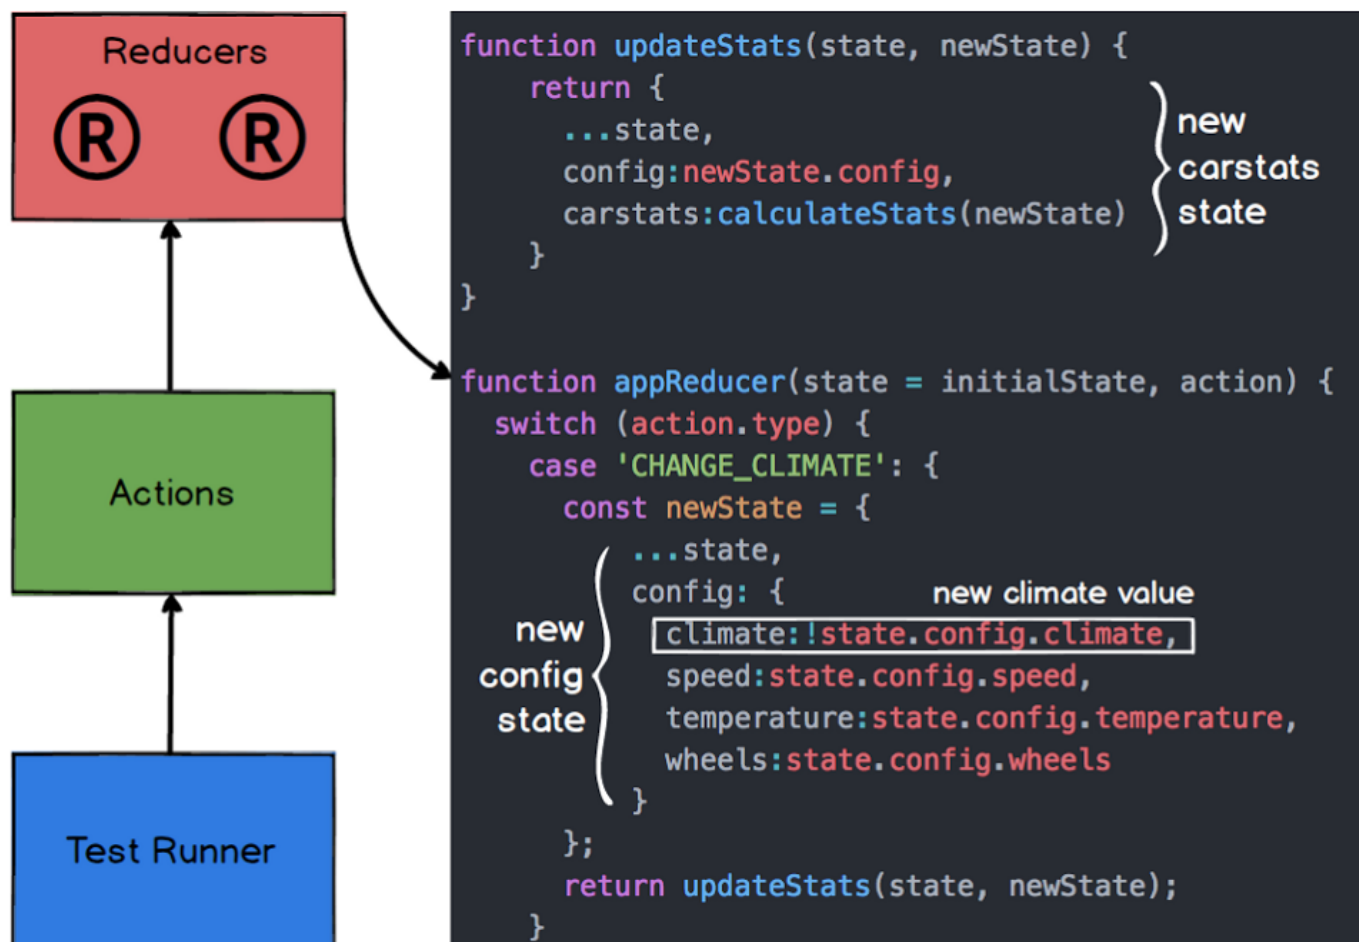 Reducers
® ®
Actions
Test Runner
function updateStats(state, newState) {
return {
...state,
config:newState.config,
carstats:calculateStats(newState)
}
}
new
carstats
state
function appReducer(state = initialState, action) {
switch (action.type) {
case 'CHANGE_CLIMATE': {
const newState = {
...state,
config: {
new climate value
climate:!state.config.climate,
speed:state.config.speed,
temperature:state.config.temperature,
wheels:state.config.wheels
}
new
config
state
};
return updateStats(state, newState);
}